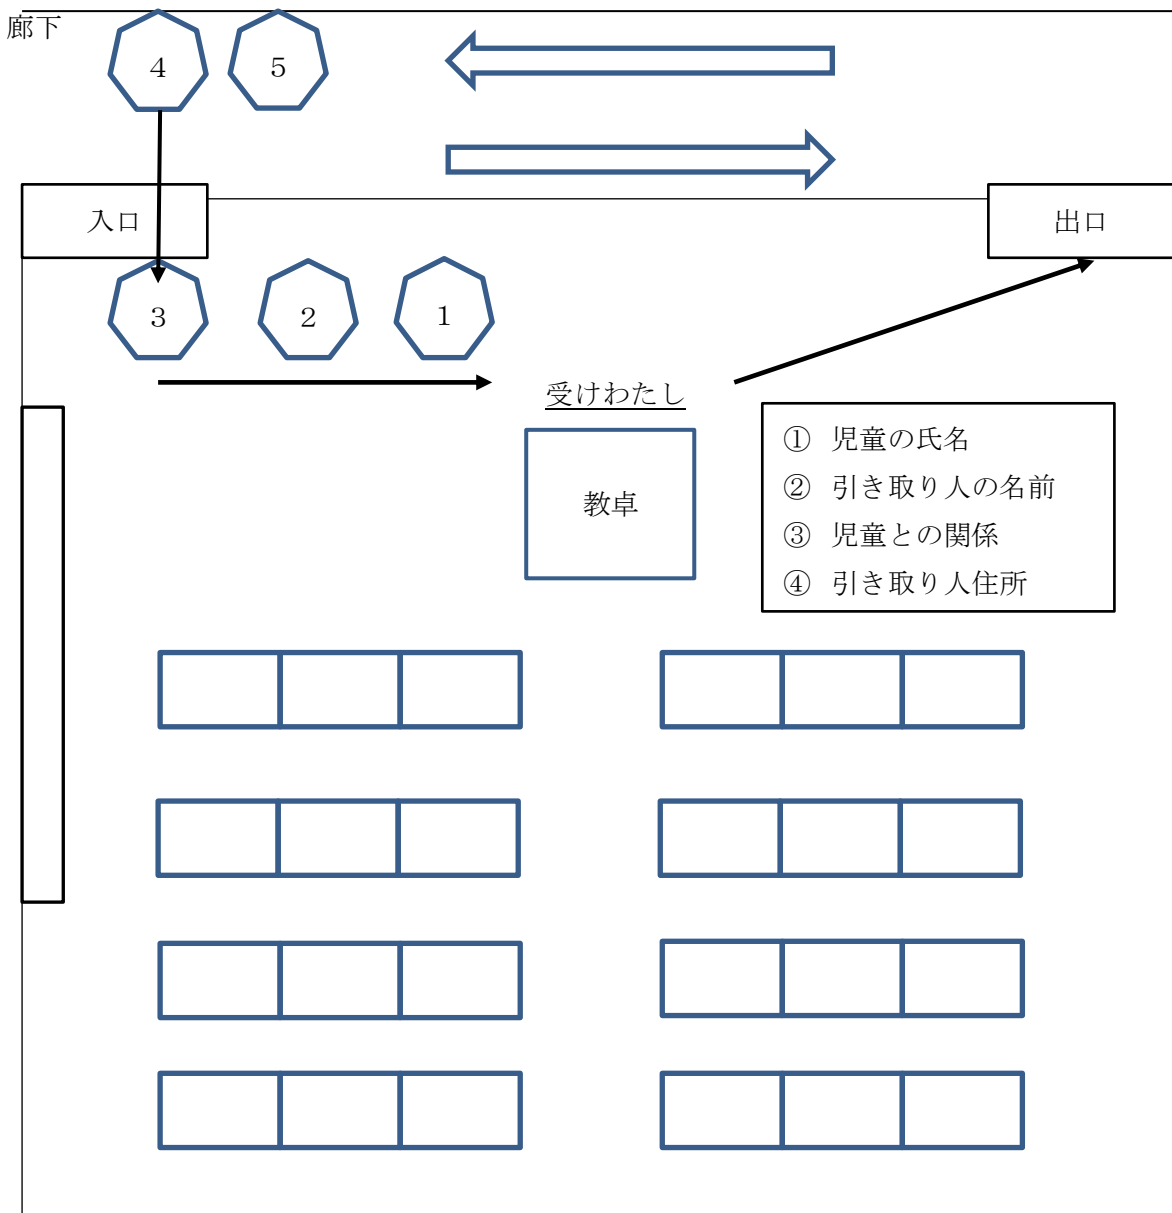 廊下
４
５
入口
出口
３
２
１
受けわたし
教卓
① 児童の氏名
② 引き取り人の名前
③ 児童との関係
④ 引き取り人住所